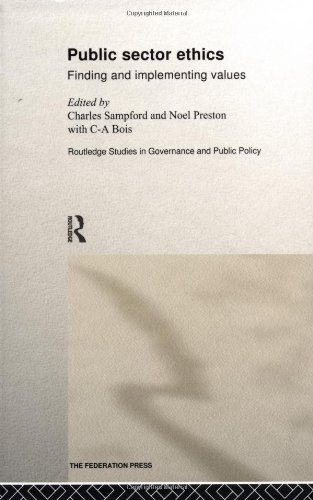 Public sector ethics
Finding and implementing values
Edited by
Charles Sampford and Noel Preston
with C-A Bois
Routledge Studies in Governance and Public Policy
ROUTLEDGE
THE FEDERATION PRESS